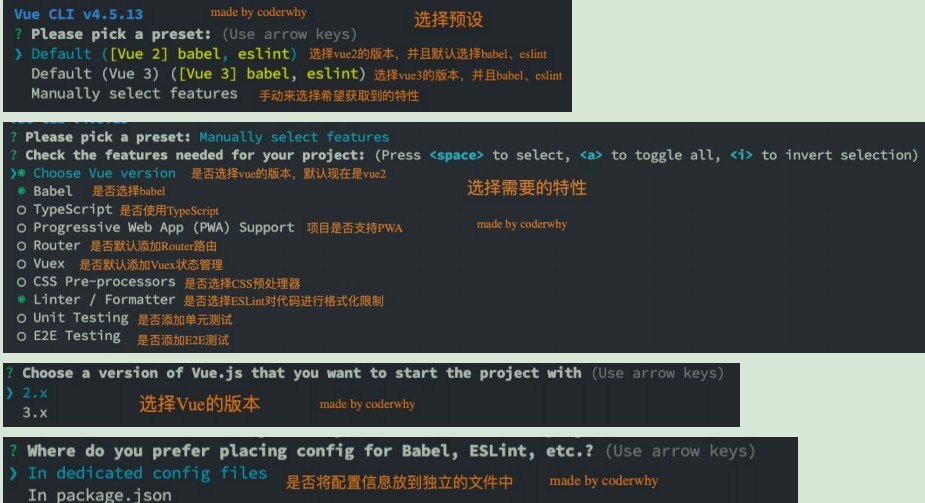 Vue CLI v4.5.13 made by coderwhy 选择预设
? Please pick a preset: (Use arrow keys)
❯ Default ([Vue 2] babel, eslint) 选择vue2的版本，并且默认选择babel、eslint
Default (Vue 3) ([Vue 3] babel, eslint) 选择vue3的版本，并且babel、eslint
Manually select features 手动来选择希望获取到的特性
? Please pick a preset: Manually select features
? Check the features needed for your project: (Press <space> to select, <a> to toggle all, <i> to invert selection)
❯◉ Choose Vue version 是否选择vue的版本，默认现在是vue2
◉ Babel 是否选择babel 选择需要的特性
◯ TypeScript 是否使用TypeScript
◯ Progressive Web App (PWA) Support 项目是否支持PWA made by coderwhy
◯ Router 是否默认添加Router路由
◯ Vuex 是否默认添加Vuex状态管理
◯ CSS Pre-processors 是否选择CSS预处理器
◉ Linter / Formatter 是否选择ESLint对代码进行格式化限制
◯ Unit Testing 是否添加单元测试
◯ E2E Testing 是否添加E2E测试
? Choose a version of Vue.js that you want to start the project with (Use arrow keys)
❯ 2.x
3.x 选择Vue的版本 made by coderwhy
? Where do you prefer placing config for Babel, ESLint, etc.? (Use arrow keys)
❯ In dedicated config files 是否将配置信息放到独立的文件中 made by coderwhy
In package.json